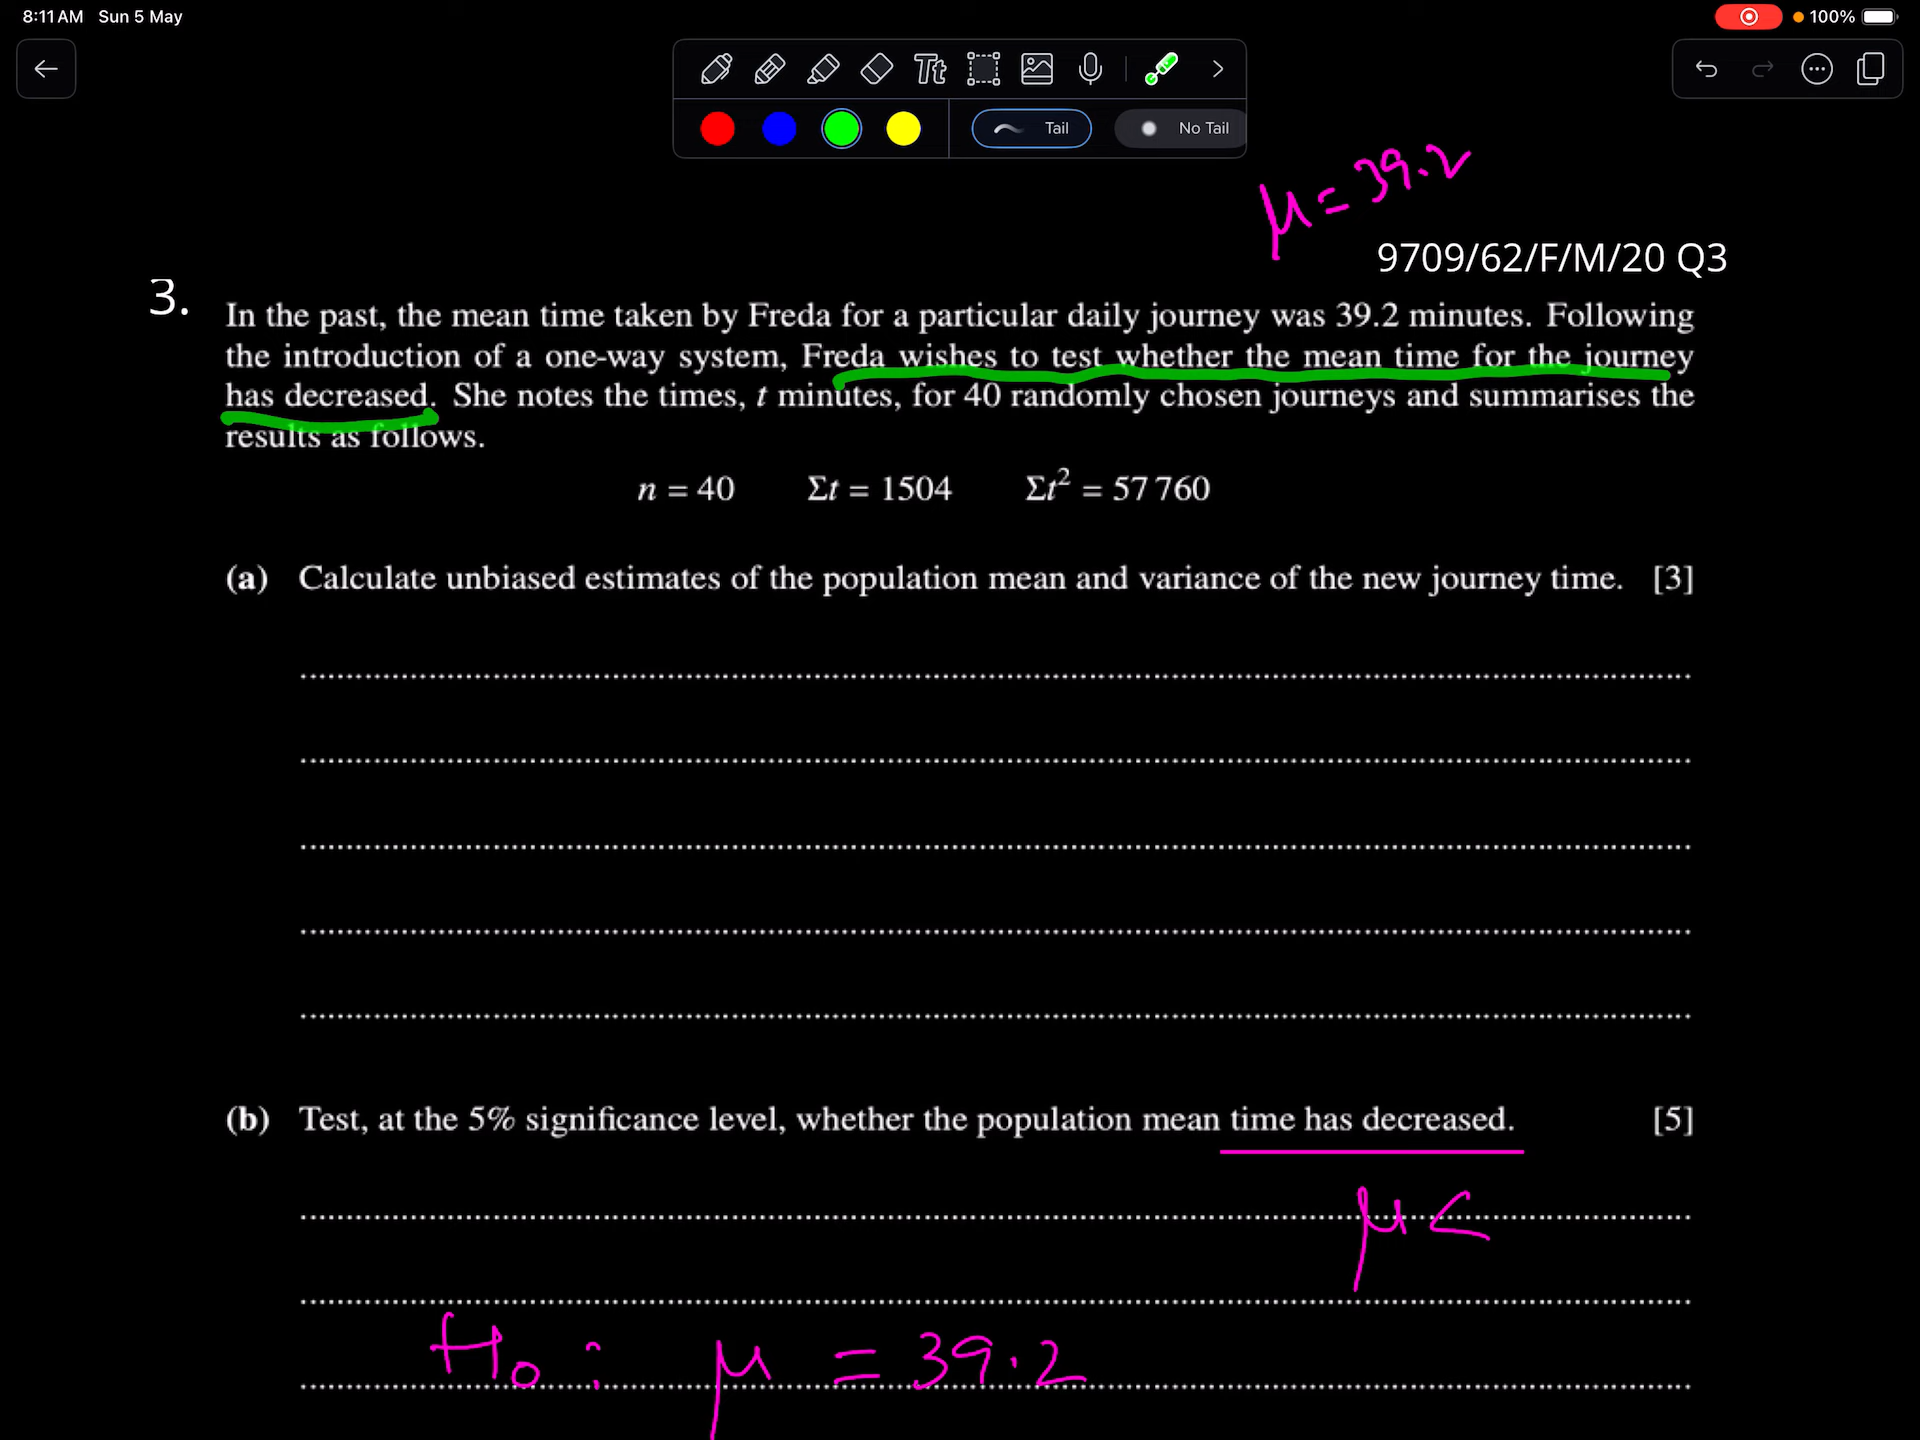 8:11 AM Sun 5 May
100%
Tt
Tail
No Tail
μ = 39.2
9709/62/F/M/20 Q3
3.
In the past, the mean time taken by Freda for a particular daily journey was 39.2 minutes. Following
the introduction of a one-way system, Freda wishes to test whether the mean time for the journey
has decreased. She notes the times, t minutes, for 40 randomly chosen journeys and summarises the
results as follows.
n = 40 Σt = 1504 Σt² = 57 760
(a) Calculate unbiased estimates of the population mean and variance of the new journey time. [3]
(b) Test, at the 5% significance level, whether the population mean time has decreased. [5]
μ <
H₀ : μ = 39.2